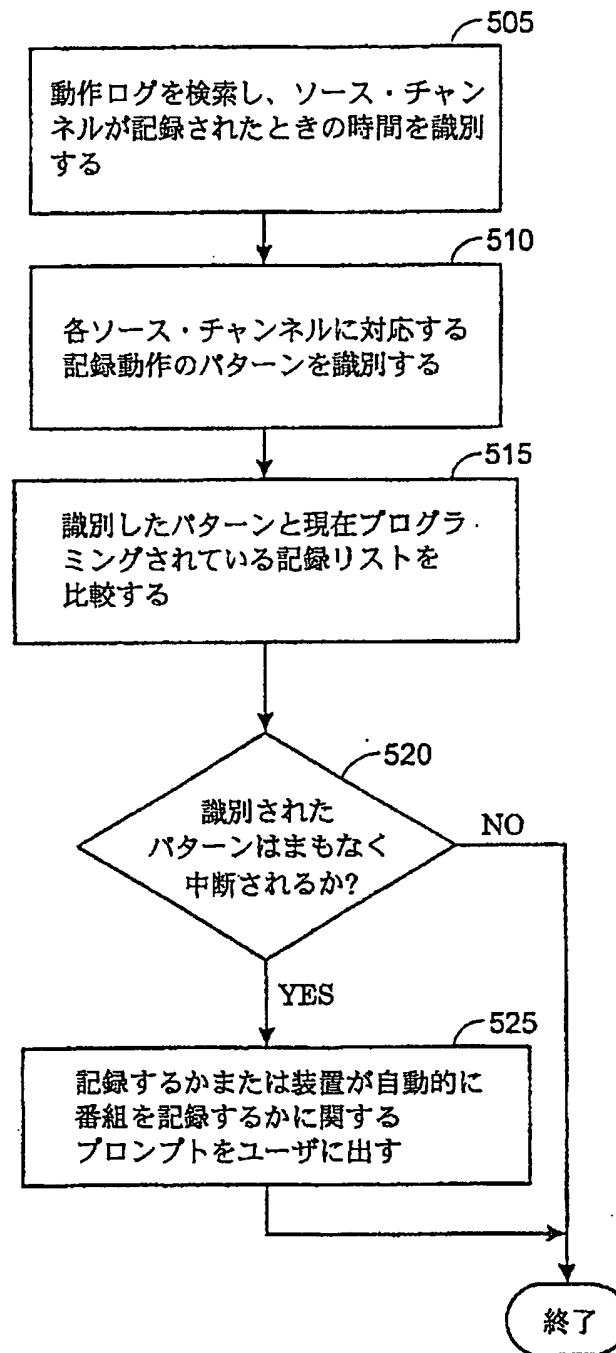 505
動作ログを検索し、ソース・チャン
ネルが記録されたときの時間を識別
する
510
各ソース・チャンネルに対応する
記録動作のパターンを識別する
515
識別したパターンと現在プログラ
ミングされている記録リストを
比較する
520
識別された
パターンはまもなく
中断されるか?
NO
YES
525
記録するかまたは装置が自動的に
番組を記録するかに関する
プロンプトをユーザに出す
終了